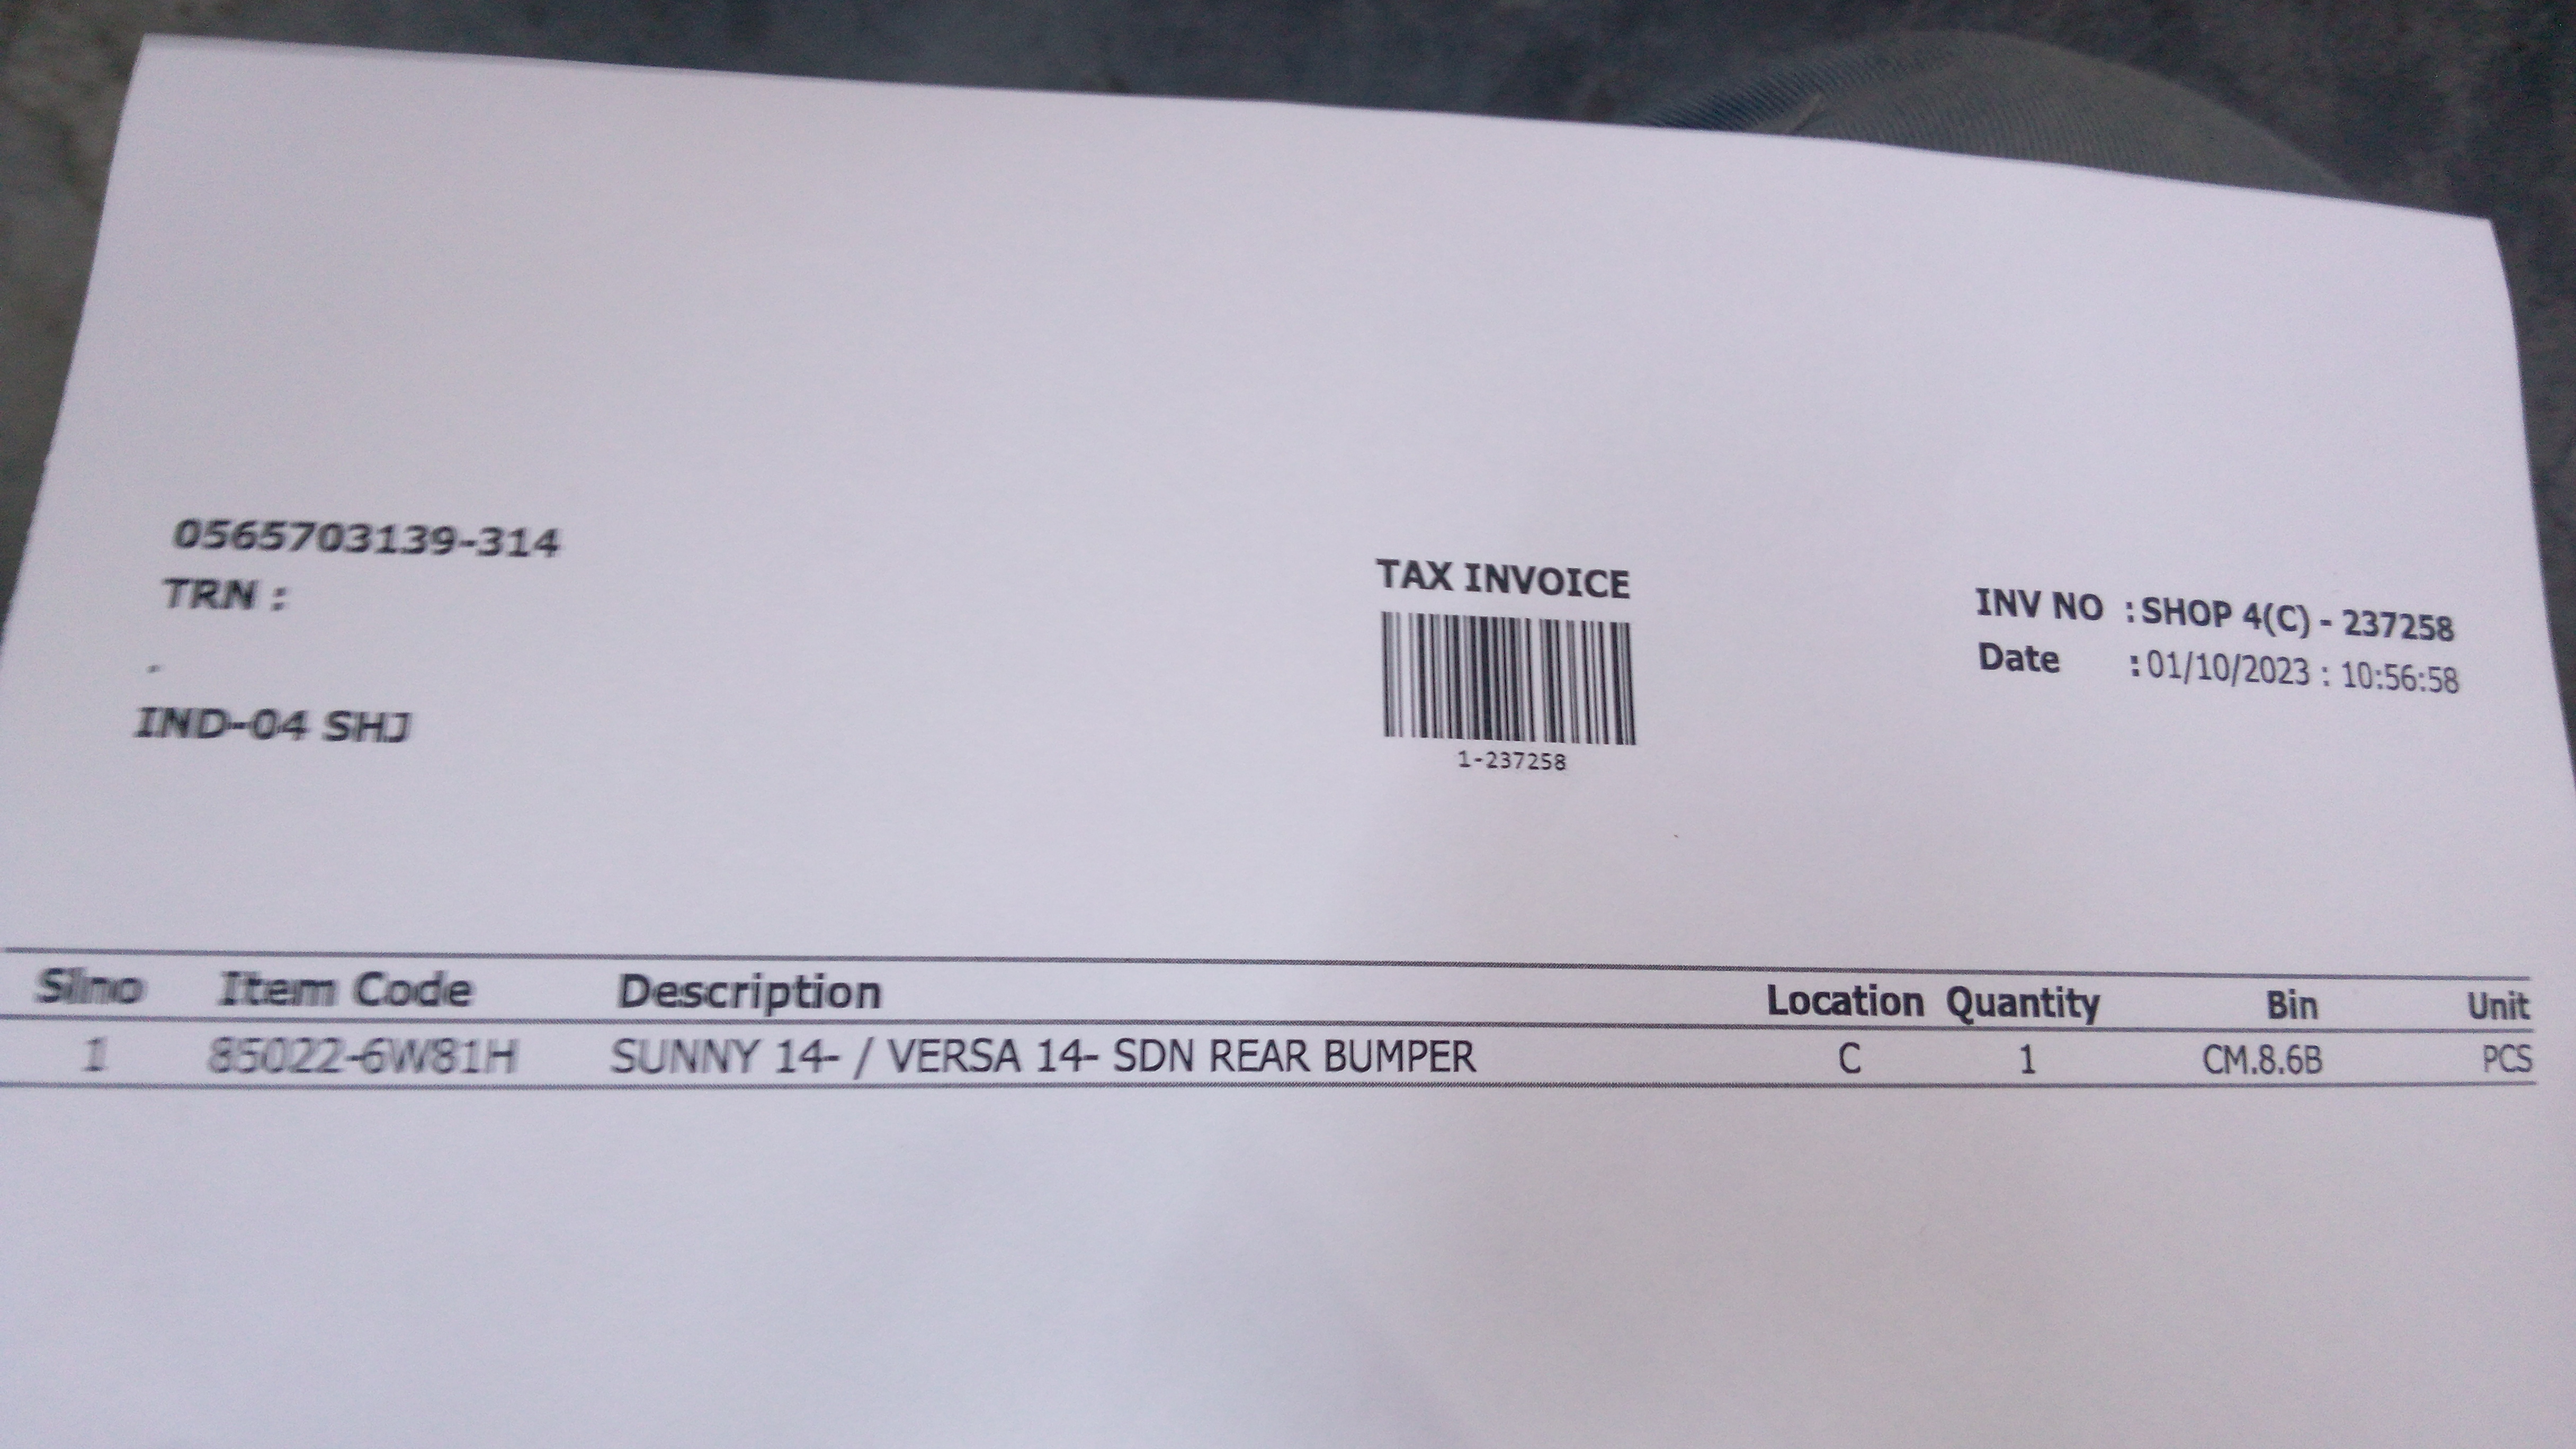 0565703139-314
TRN :
.
IND-04 SHJ
TAX INVOICE
1-237258
INV NO : SHOP 4(C) - 237258
Date : 01/10/2023 : 10:56:58
Slno Item Code Description Location Quantity Bin Unit
1 85022-6W81H SUNNY 14- / VERSA 14- SDN REAR BUMPER C 1 CM.8.6B PCS